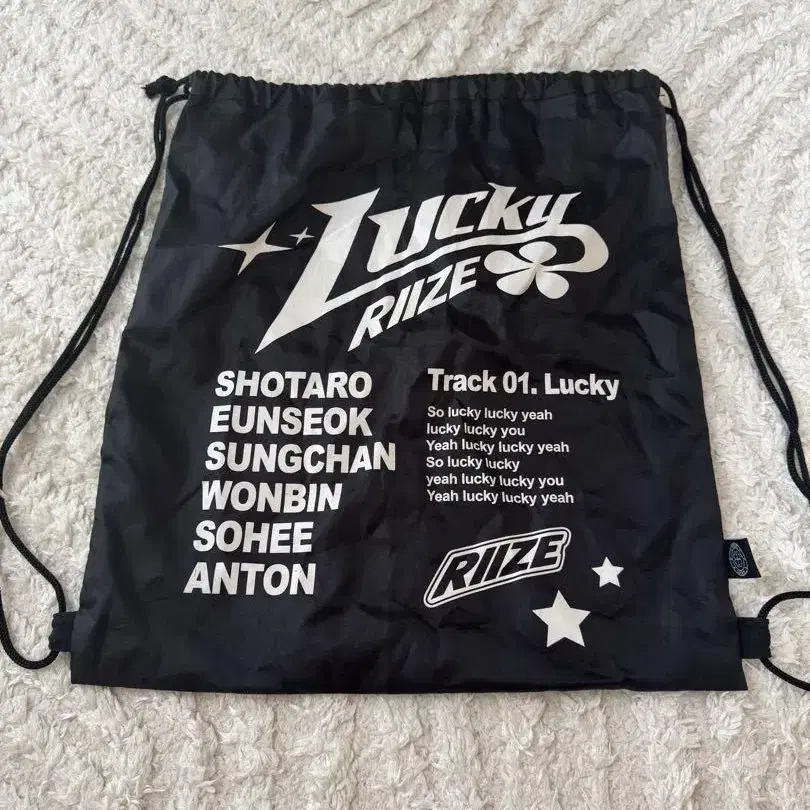 Lucky
RIIZE
SHOTARO
EUNSEOK
SUNGCHAN
WONBIN
SOHEE
ANTON
Track 01. Lucky
So lucky lucky yeah
lucky lucky you
Yeah lucky lucky yeah
So lucky lucky
yeah lucky lucky you
Yeah lucky lucky yeah
RIIZE